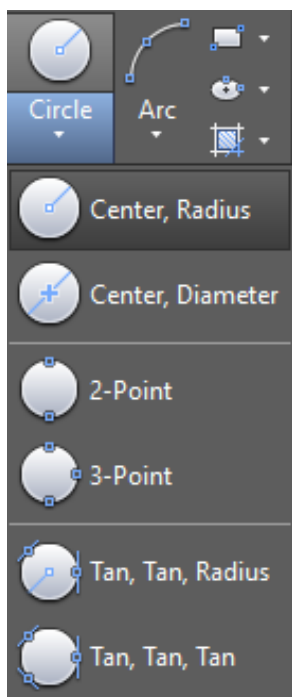 Circle
Arc
Center, Radius
Center, Diameter
2-Point
3-Point
Tan, Tan, Radius
Tan, Tan, Tan